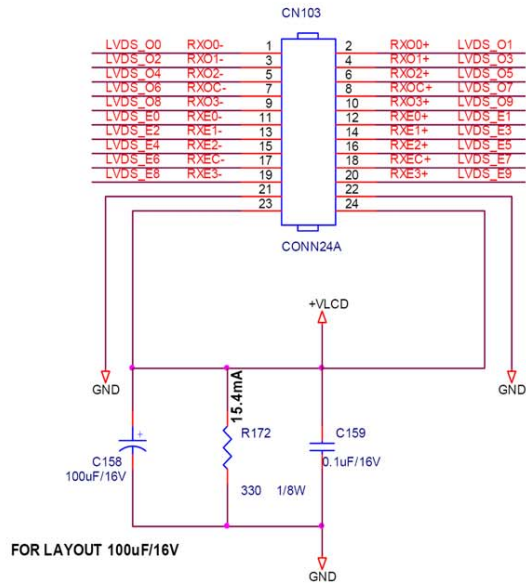 CN103
LVDS_O0 RXO0- 1 2 RXO0+ LVDS_O1
LVDS_O2 RXO1- 3 4 RXO1+ LVDS_O3
LVDS_O4 RXO2- 5 6 RXO2+ LVDS_O5
LVDS_O6 RXOC- 7 8 RXOC+ LVDS_O7
LVDS_O8 RXO3- 9 10 RXO3+ LVDS_O9
LVDS_E0 RXE0- 11 12 RXE0+ LVDS_E1
LVDS_E2 RXE1- 13 14 RXE1+ LVDS_E3
LVDS_E4 RXE2- 15 16 RXE2+ LVDS_E5
LVDS_E6 RXEC- 17 18 RXEC+ LVDS_E7
LVDS_E8 RXE3- 19 20 RXE3+ LVDS_E9
21 22
23 24
CONN24A
+VLCD
GND GND
15.4mA
+
R172 C159
C158 0.1uF/16V
100uF/16V
330 1/8W
FOR LAYOUT 100uF/16V
GND